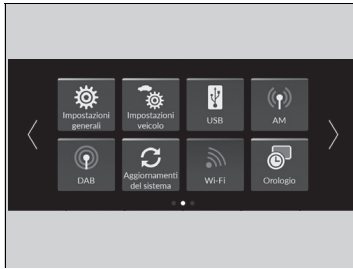 Impostazioni
generali
Impostazioni
veicolo
USB
AM
DAB
Aggiornamenti
del sistema
Wi-Fi
Orologio